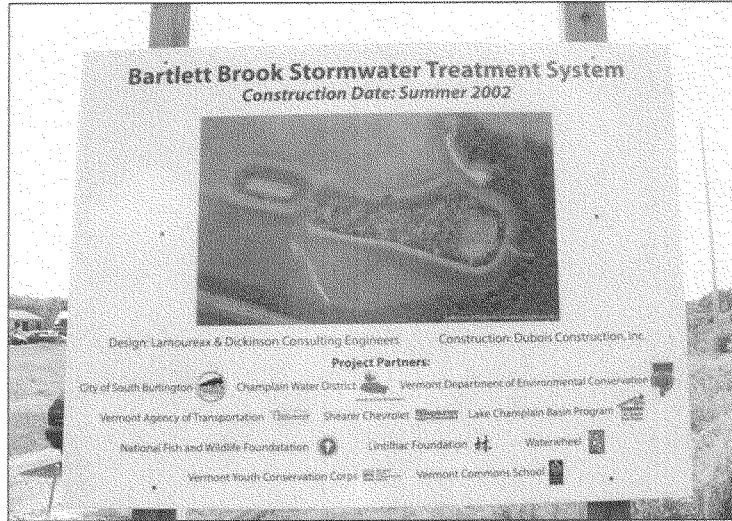 Bartlett Brook Stormwater Treatment System
Construction Date: Summer 2002
Design: Lamoureax & Dickinson Consulting Engineers Construction: Dubois Construction, Inc.
Project Partners:
City of South Burlington Champlain Water District Vermont Department of Environmental Conservation
Vermont Agency of Transportation Shearer Chevrolet Lake Champlain Basin Program
National Fish and Wildlife Foundatation Lintilhac Foundation Waterwheel
Vermont Youth Conservation Corps Vermont Commons School